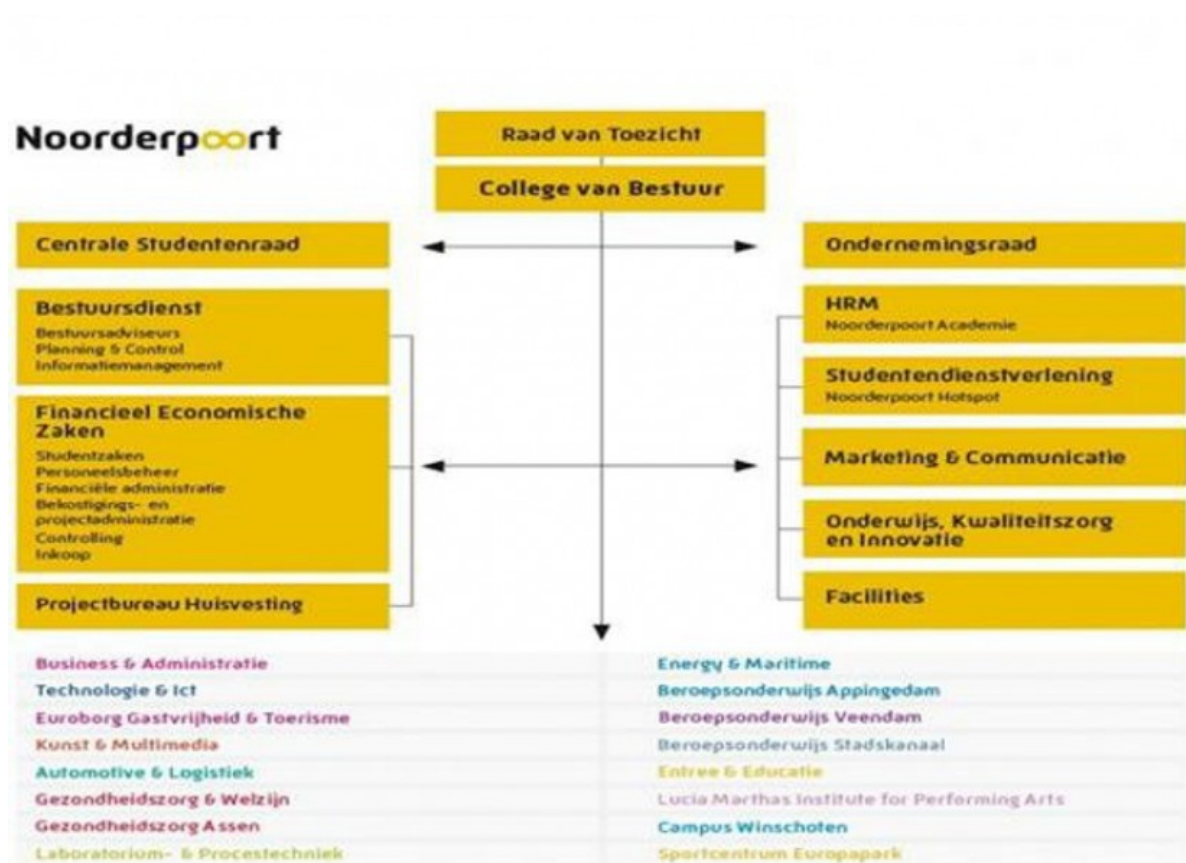 Noorderpoort
Raad van Toezicht
College van Bestuur
Centrale Studentenraad
Bestuursdienst
Bestuursadviseurs
Planning & Control
Informatiemanagement
Financieel Economische
Zaken
Studentzaken
Personeelsbeheer
Financiële administratie
Bekostigings- en
projectadministratie
Controlling
Inkoop
Projectbureau Huisvesting
Ondernemingsraad
HRM
Noorderpoort Academie
Studentendienstverlening
Noorderpoort Hotspot
Marketing & Communicatie
Onderwijs, Kwaliteitszorg
en Innovatie
Facilities
Business & Administratie
Technologie & Ict
Euroborg Gastvrijheid & Toerisme
Kunst & Multimedia
Automotive & Logistiek
Gezondheidszorg & Welzijn
Gezondheidszorg Assen
Laboratorium- & Procestechniek
Energy & Maritime
Beroepsonderwijs Appingedam
Beroepsonderwijs Veendam
Beroepsonderwijs Stadskanaal
Entree & Educatie
Lucia Marthas Institute for Performing Arts
Campus Winschoten
Sportcentrum Europapark